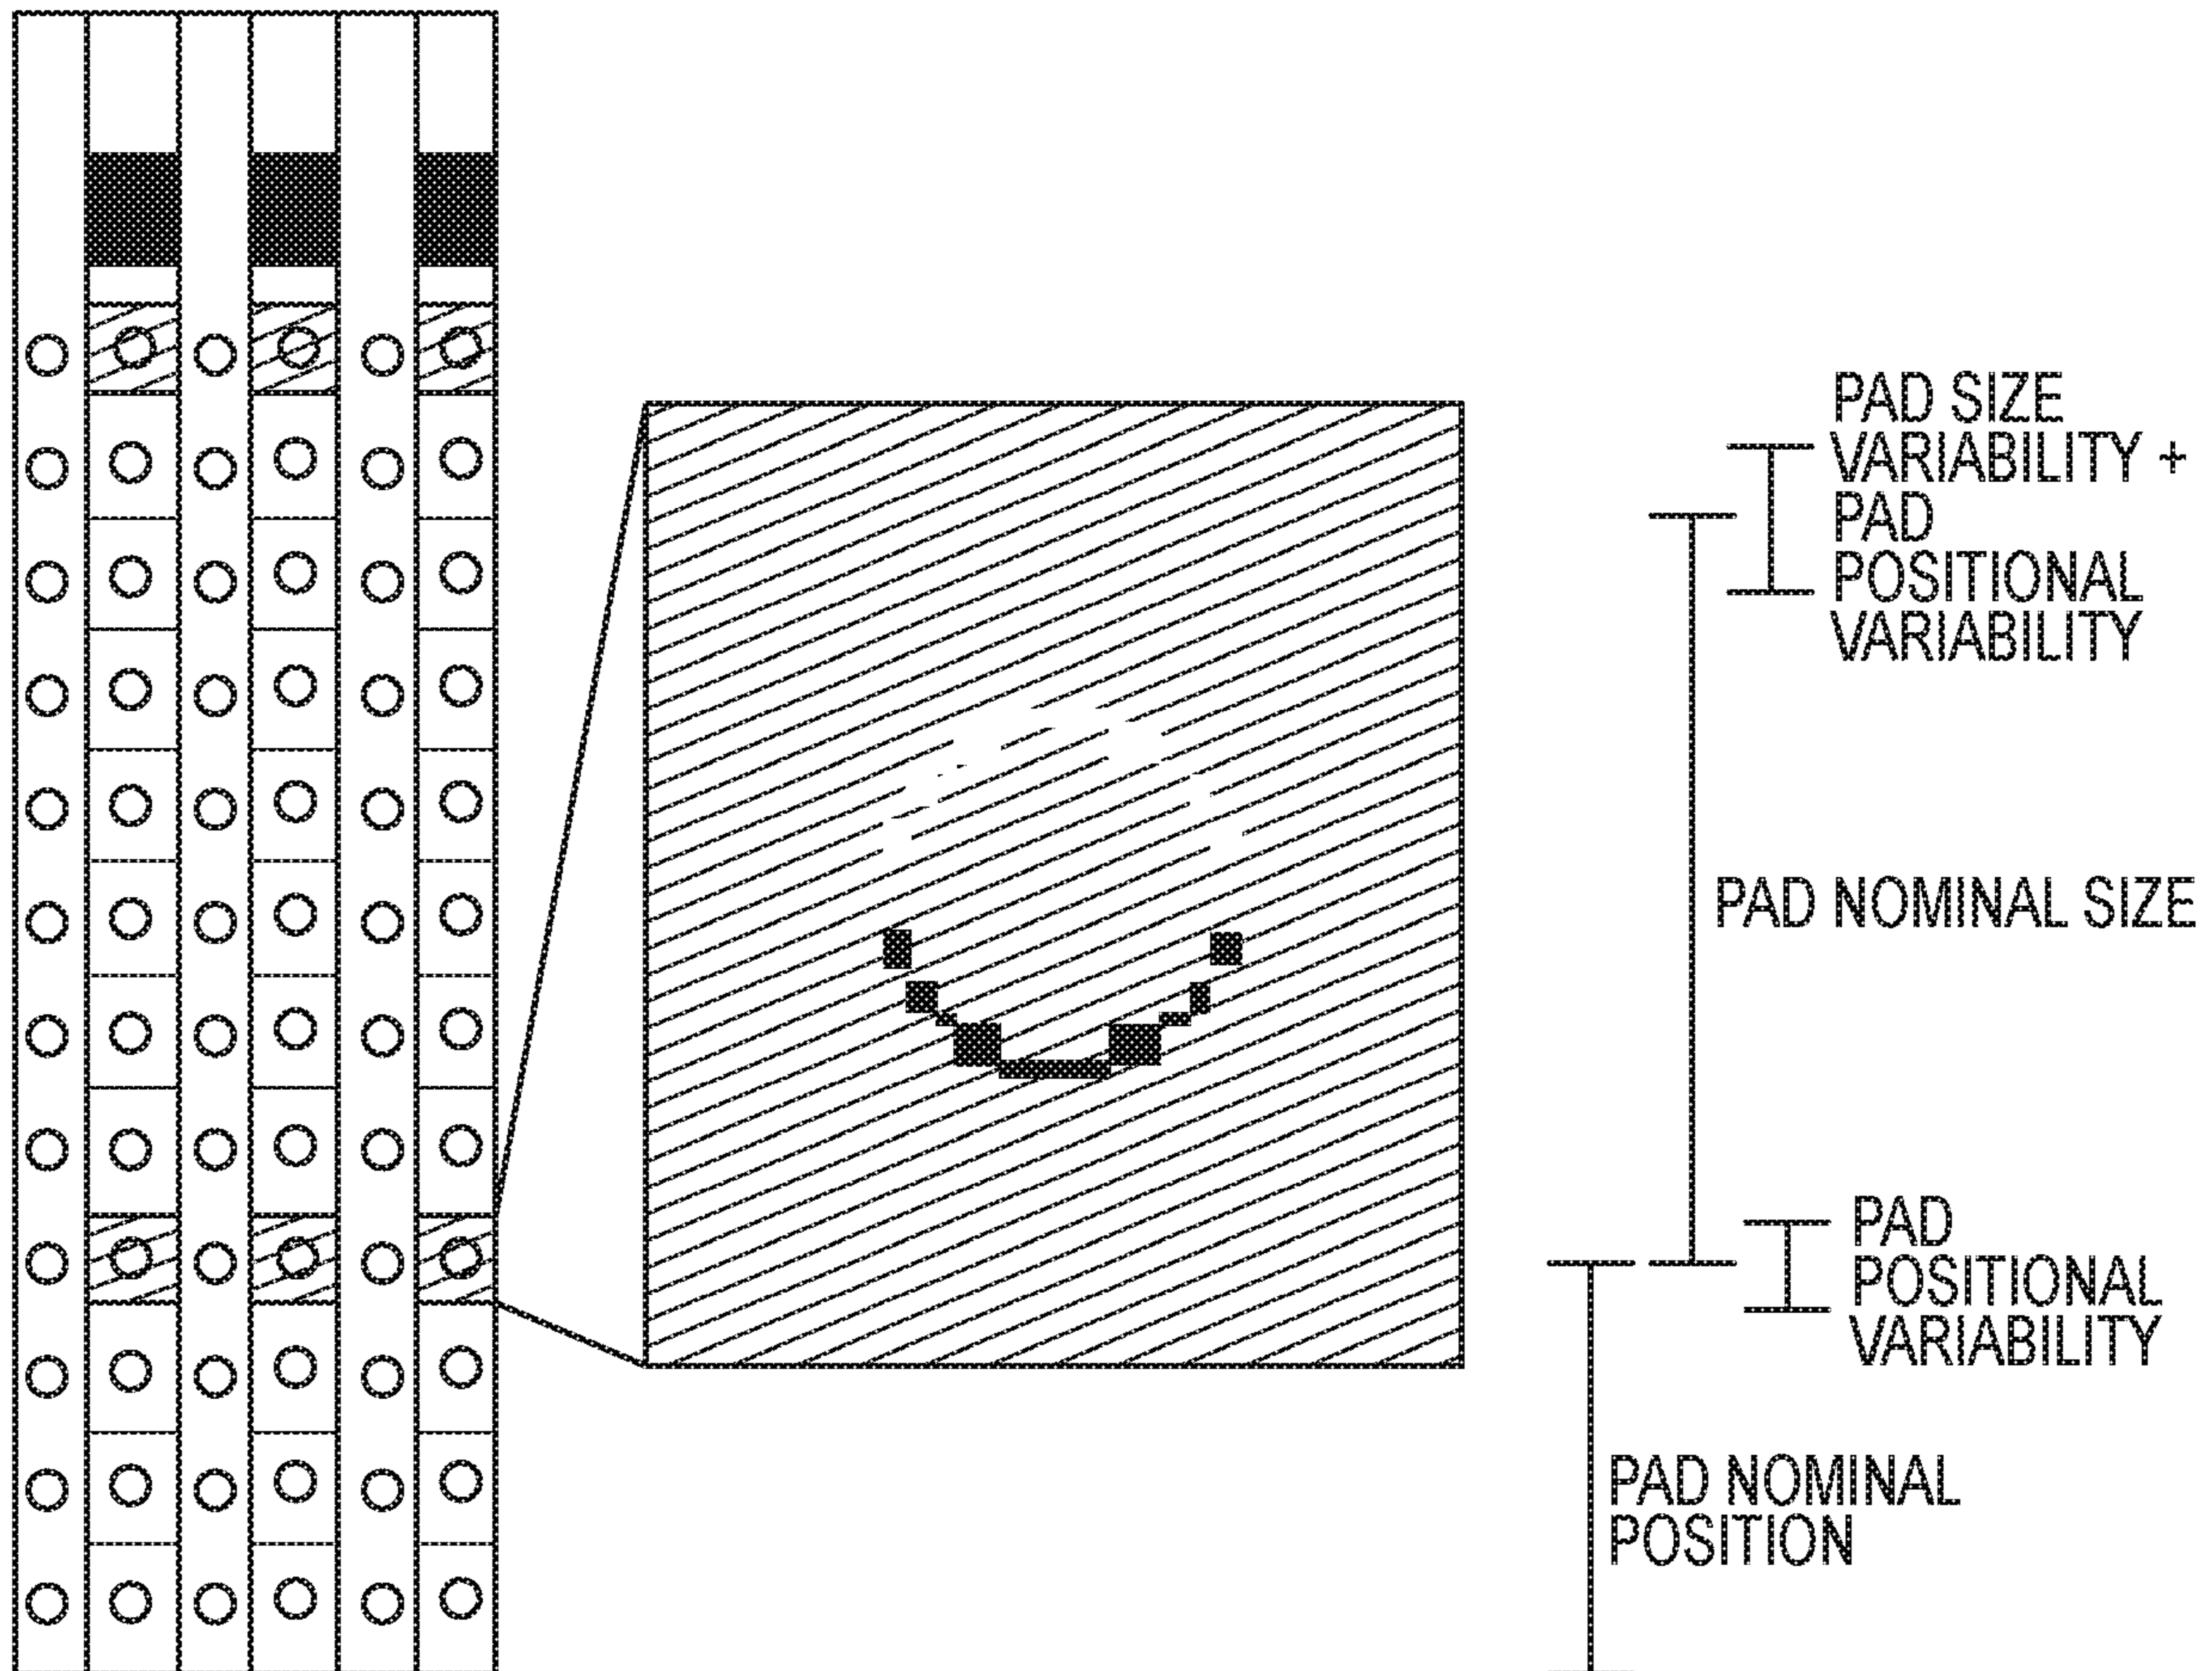 PAD SIZE
VARIABILITY +
PAD
POSITIONAL
VARIABILITY
PAD NOMINAL SIZE
PAD
POSITIONAL
VARIABILITY
PAD NOMINAL
POSITION